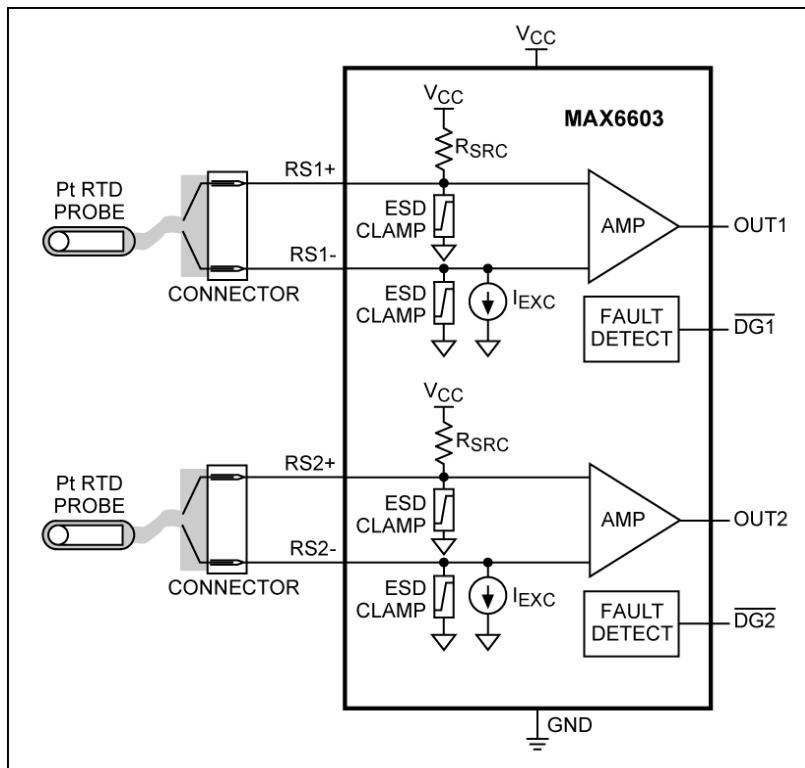 VCC
VCC
MAX6603
RSRC
RS1+
Pt RTD
PROBE
ESD
CLAMP
AMP
OUT1
RS1-
CONNECTOR
ESD
CLAMP
IEXC
FAULT
DETECT
DG1
VCC
RSRC
RS2+
Pt RTD
PROBE
ESD
CLAMP
AMP
OUT2
RS2-
CONNECTOR
ESD
CLAMP
IEXC
FAULT
DETECT
DG2
GND